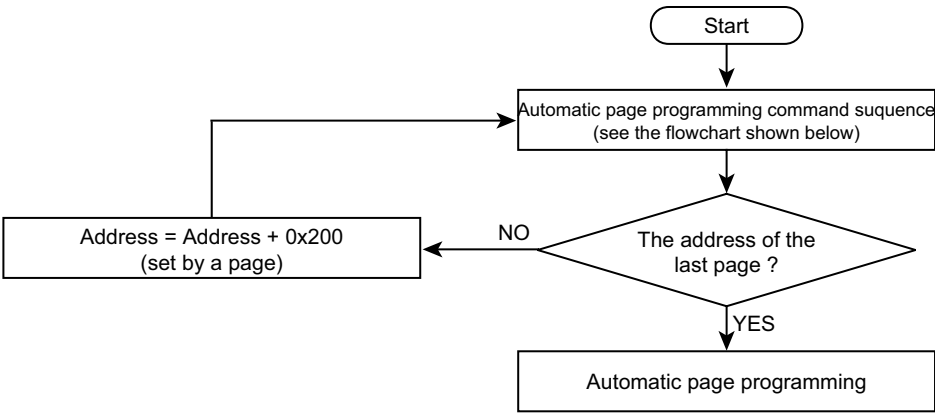 Start
Automatic page programming command suquence
(see the flowchart shown below)
Address = Address + 0x200
(set by a page)
NO
The address of the
last page ?
YES
Automatic page programming